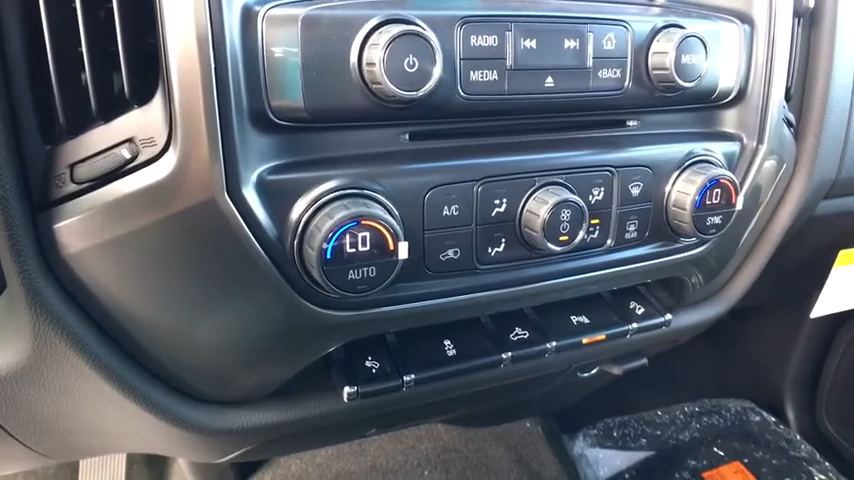 RADIO
MEDIA
BACK
MENU
LO
AUTO
A/C
REAR
LO
SYNC
OFF
P